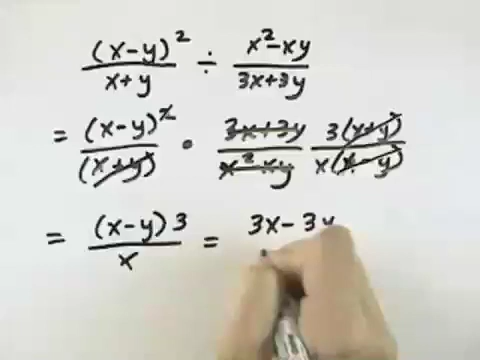 (x-y)² / x+y ÷ x²-xy / 3x+3y
= (x-y)² / (x+y) · 3x+3y / x²-xy 3(x+y) / x(x-y)
= (x-y)3 / x = 3x-3y